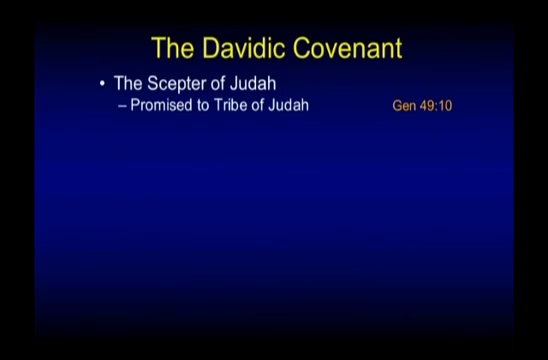 The Davidic Covenant
• The Scepter of Judah
– Promised to Tribe of Judah Gen 49:10